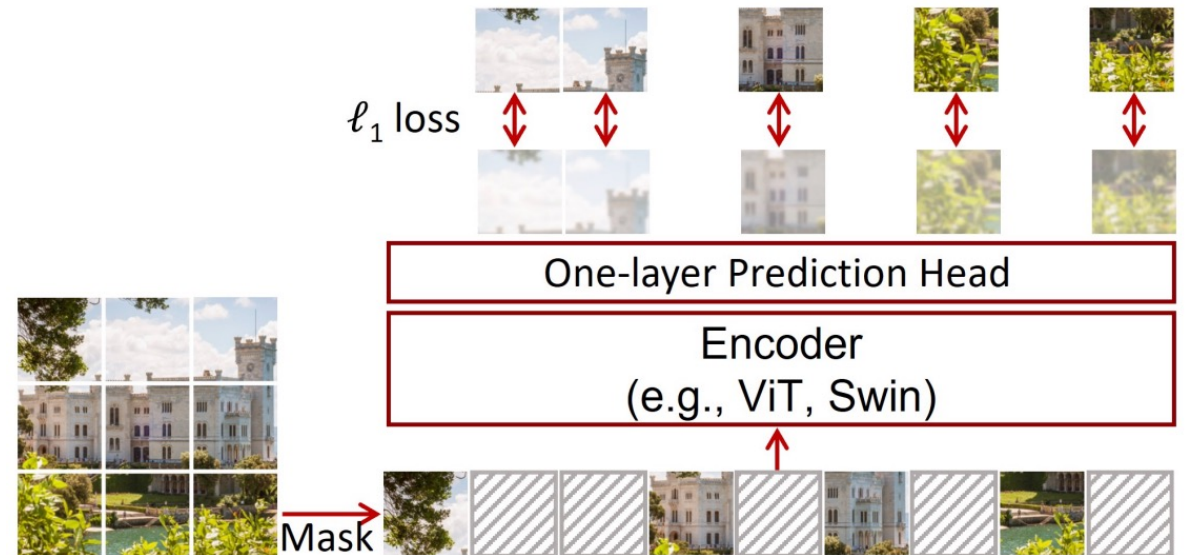 ℓ₁ loss
One-layer Prediction Head
Encoder
(e.g., ViT, Swin)
Mask